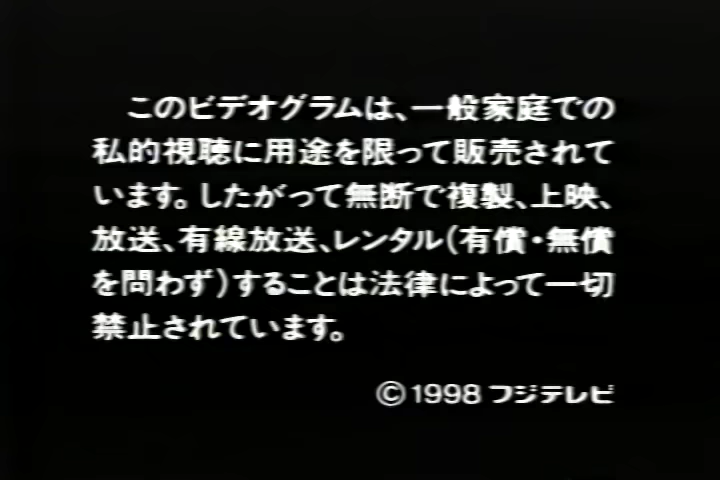 このビデオグラムは、一般家庭での
私的視聴に用途を限って販売されて
います。したがって無断で複製、上映、
放送、有線放送、レンタル(有償・無償
を問わず)することは法律によって一切
禁止されています。
©1998 フジテレビ